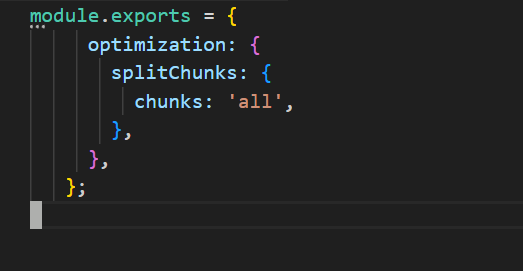 module.exports = {
     optimization: {
       splitChunks: {
         chunks: 'all',
       },
     },
   };